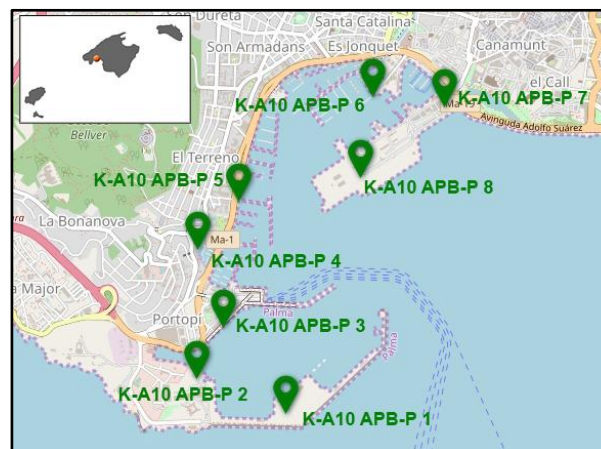 Son Dureta
Santa Catalina
Son Armadans
Es Jonquet
Canamunt
K-A10 APB-P 6
K-A10 APB-P 7
el Call
Avinguda Adolfo Suárez
Bellver
El Terreno
K-A10 APB-P 5
K-A10 APB-P 8
La Bonanova
Ma-1
K-A10 APB-P 4
Major
Palma
Portopí
K-A10 APB-P 3
Palma
K-A10 APB-P 2
K-A10 APB-P 1